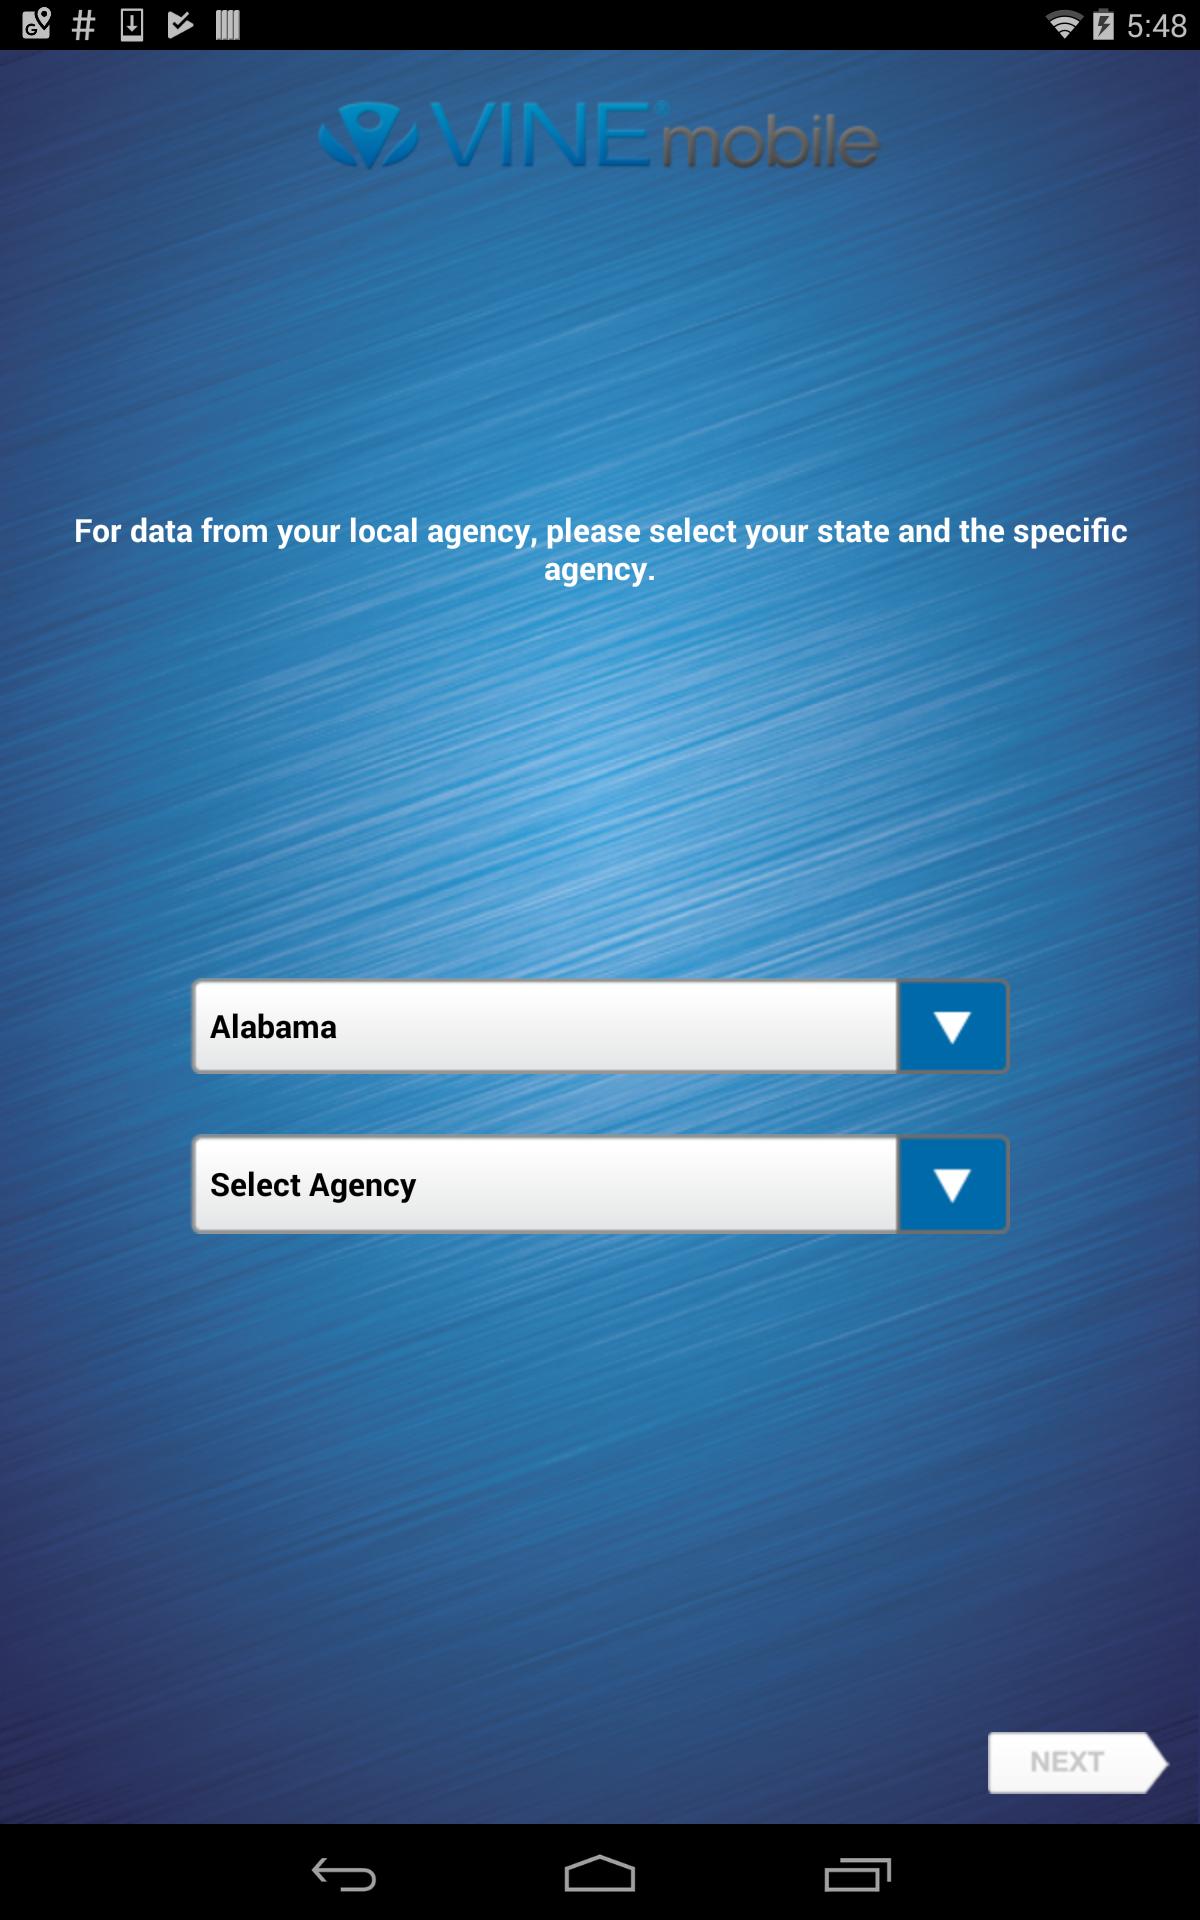 5:48
VINE® mobile
For data from your local agency, please select your state and the specific
agency.
Alabama
Select Agency
NEXT